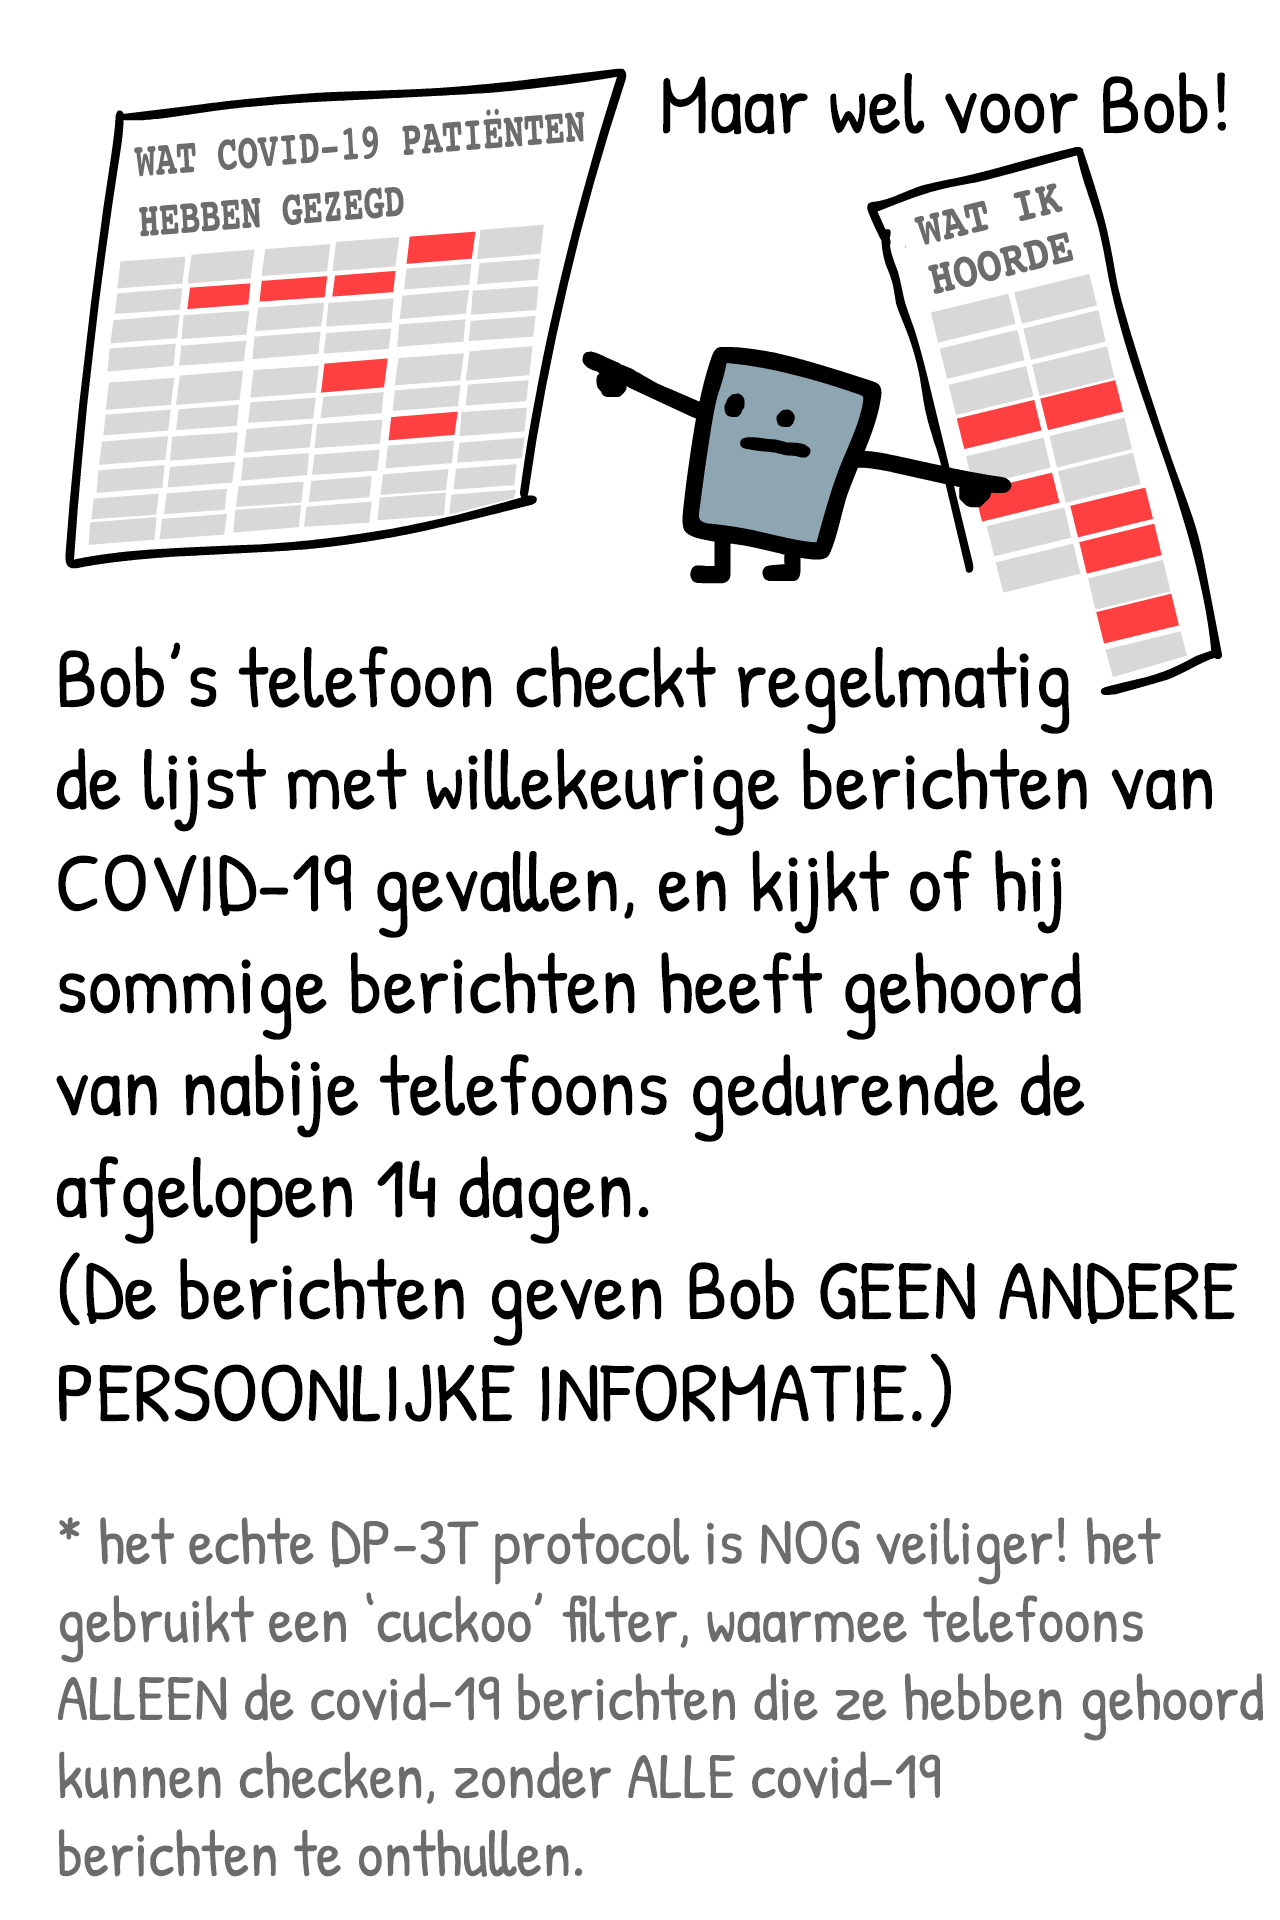 WAT COVID-19 PATIËNTEN
HEBBEN GEZEGD
Maar wel voor Bob!
WAT IK
HOORDE
Bob's telefoon checkt regelmatig
de lijst met willekeurige berichten van
COVID-19 gevallen, en kijkt of hij
sommige berichten heeft gehoord
van nabije telefoons gedurende de
afgelopen 14 dagen.
(De berichten geven Bob GEEN ANDERE
PERSOONLIJKE INFORMATIE.)
* het echte DP-3T protocol is NOG veiliger! het
gebruikt een 'cuckoo' filter, waarmee telefoons
ALLEEN de covid-19 berichten die ze hebben gehoord
kunnen checken, zonder ALLE covid-19
berichten te onthullen.